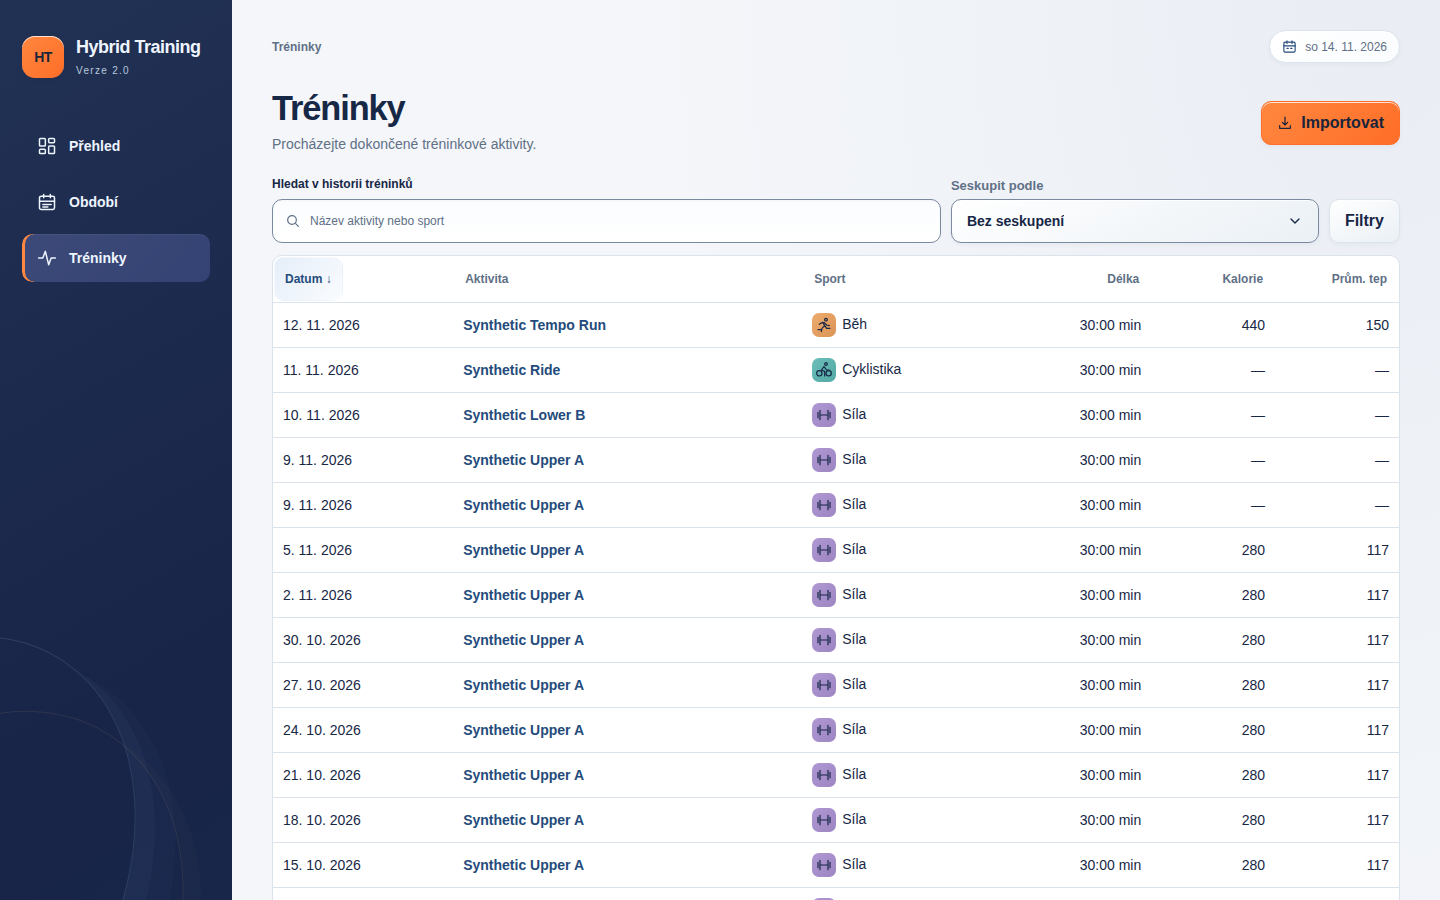 HT
Hybrid Training
Verze 2.0
Přehled
Období
Tréninky
Tréninky
so 14. 11. 2026
Tréninky
Procházejte dokončené tréninkové aktivity.
Importovat
Hledat v historii tréninků
Název aktivity nebo sport
Seskupit podle
Bez seskupení
Filtry
Datum ↓ Aktivita Sport Délka Kalorie Prům. tep
12. 11. 2026 Synthetic Tempo Run Běh 30:00 min 440 150
11. 11. 2026 Synthetic Ride Cyklistika 30:00 min — —
10. 11. 2026 Synthetic Lower B Síla 30:00 min — —
9. 11. 2026 Synthetic Upper A Síla 30:00 min — —
9. 11. 2026 Synthetic Upper A Síla 30:00 min —
5. 11. 2026 Synthetic Upper A Síla 30:00 min 280 117
2. 11. 2026 Synthetic Upper A Síla 30:00 min 280 117
30. 10. 2026 Synthetic Upper A Síla 30:00 min 280 117
27. 10. 2026 Synthetic Upper A Síla 30:00 min 280 117
24. 10. 2026 Synthetic Upper A Síla 30:00 min 280 117
21. 10. 2026 Synthetic Upper A Síla 30:00 min 280 117
18. 10. 2026 Synthetic Upper A Síla 30:00 min 280 117
15. 10. 2026 Synthetic Upper A Síla 30:00 min 280 117